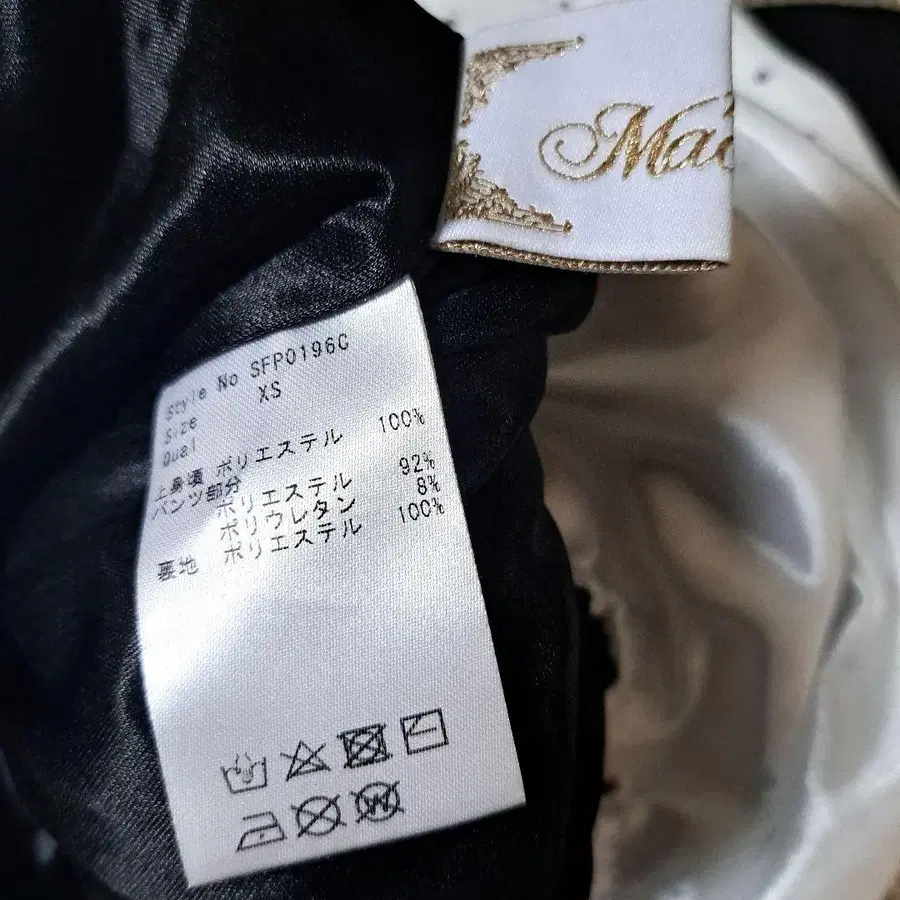 Ma'
Style No SFP0196C
Size XS
Qual
上身頃 ポリエステル 100%
パンツ部分
ポリエステル 92%
ポリウレタン 8%
裏地 ポリエステル 100%
W